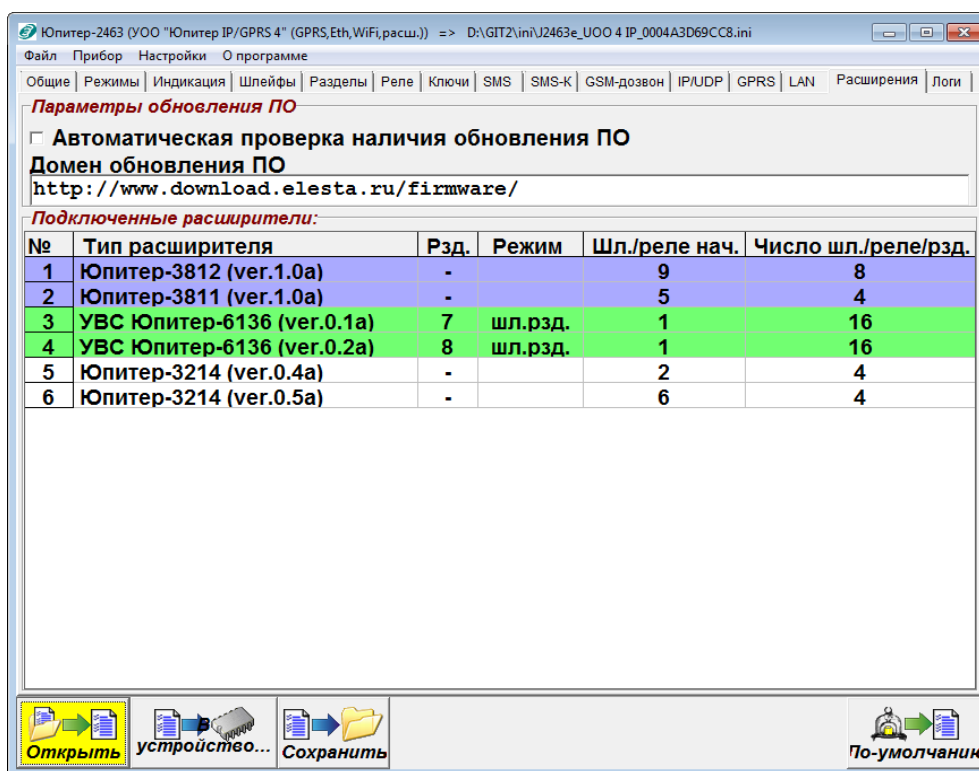 Юпитер-2463 (УОО "Юпитер IP/GPRS 4" (GPRS,Eth,WiFi,расш.)) => D:\GIT2\ini\J2463e_UOO 4 IP_0004A3D69CC8.ini
Файл Прибор Настройки О программе
Общие Режимы Индикация Шлейфы Разделы Реле Ключи SMS SMS-К GSM-дозвон IP/UDP GPRS LAN Расширения Логи
Параметры обновления ПО
Автоматическая проверка наличия обновления ПО
Домен обновления ПО
http://www.download.elesta.ru/firmware/
Подключенные расширители:
№ Тип расширителя Рзд. Режим Шл./реле нач. Число шл./реле/рзд.
1 Юпитер-3812 (ver.1.0a) - 9 8
2 Юпитер-3811 (ver.1.0a) - 5 4
3 УВС Юпитер-6136 (ver.0.1a) 7 шл.рзд. 1 16
4 УВС Юпитер-6136 (ver.0.2a) 8 шл.рзд. 1 16
5 Юпитер-3214 (ver.0.4a) - 2 4
6 Юпитер-3214 (ver.0.5a) - 6 4
Открыть В устройство... Сохранить По-умолчанию